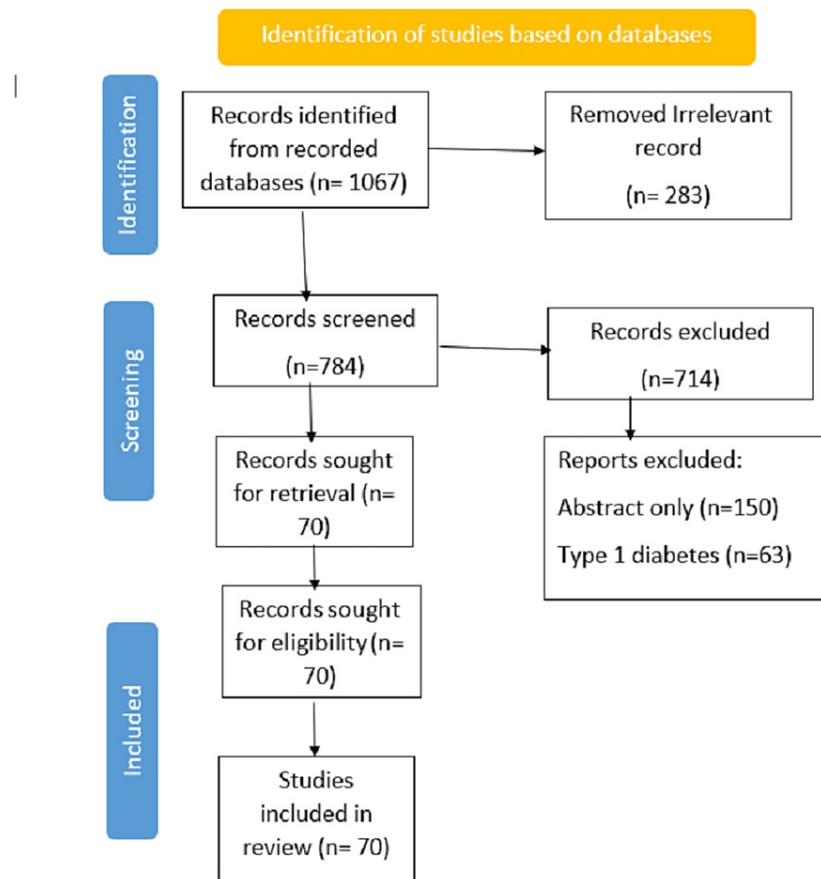 Identification of studies based on databases
Identification
Records identified
from recorded
databases (n= 1067)
Removed Irrelevant
record
(n= 283)
Screening
Records screened
(n=784)
Records excluded
(n=714)
Records sought
for retrieval (n=
70)
Reports excluded:
Abstract only (n=150)
Type 1 diabetes (n=63)
Included
Records sought
for eligibility (n=
70)
Studies
included in
review (n= 70)